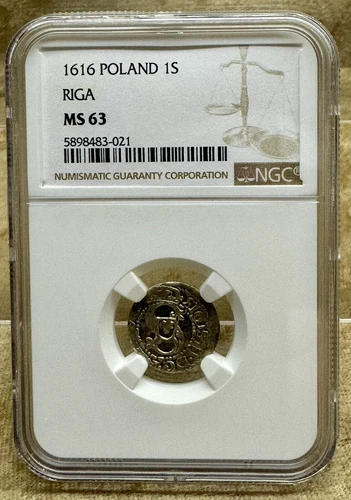 1616 POLAND 1S
RIGA
MS 63
5898483-021
NUMISMATIC GUARANTY CORPORATION
NGC®